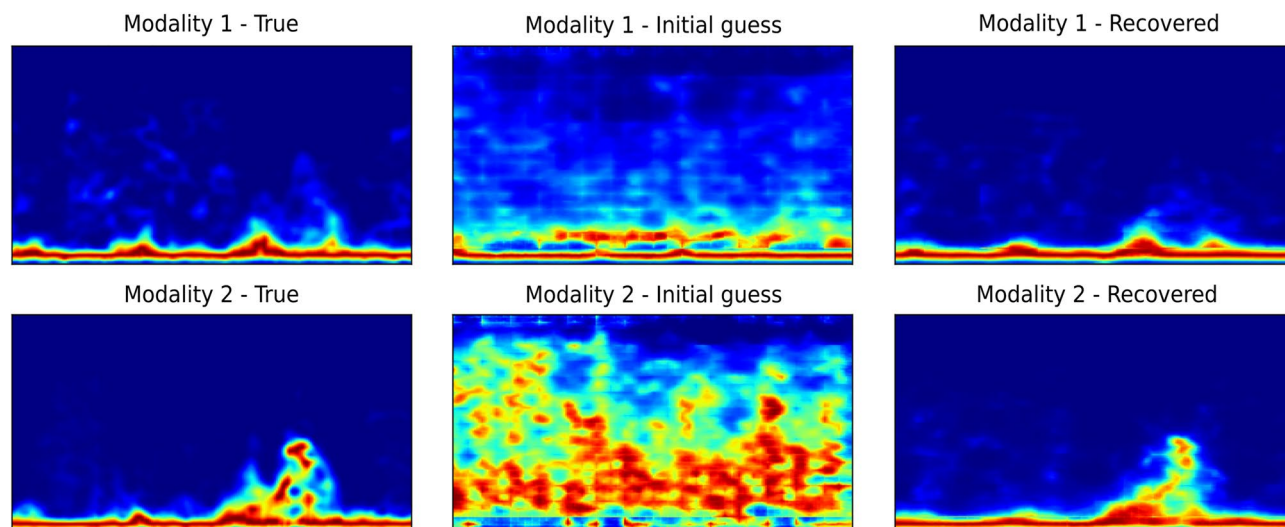 Modality 1 - True
Modality 1 - Initial guess
Modality 1 - Recovered
Modality 2 - True
Modality 2 - Initial guess
Modality 2 - Recovered